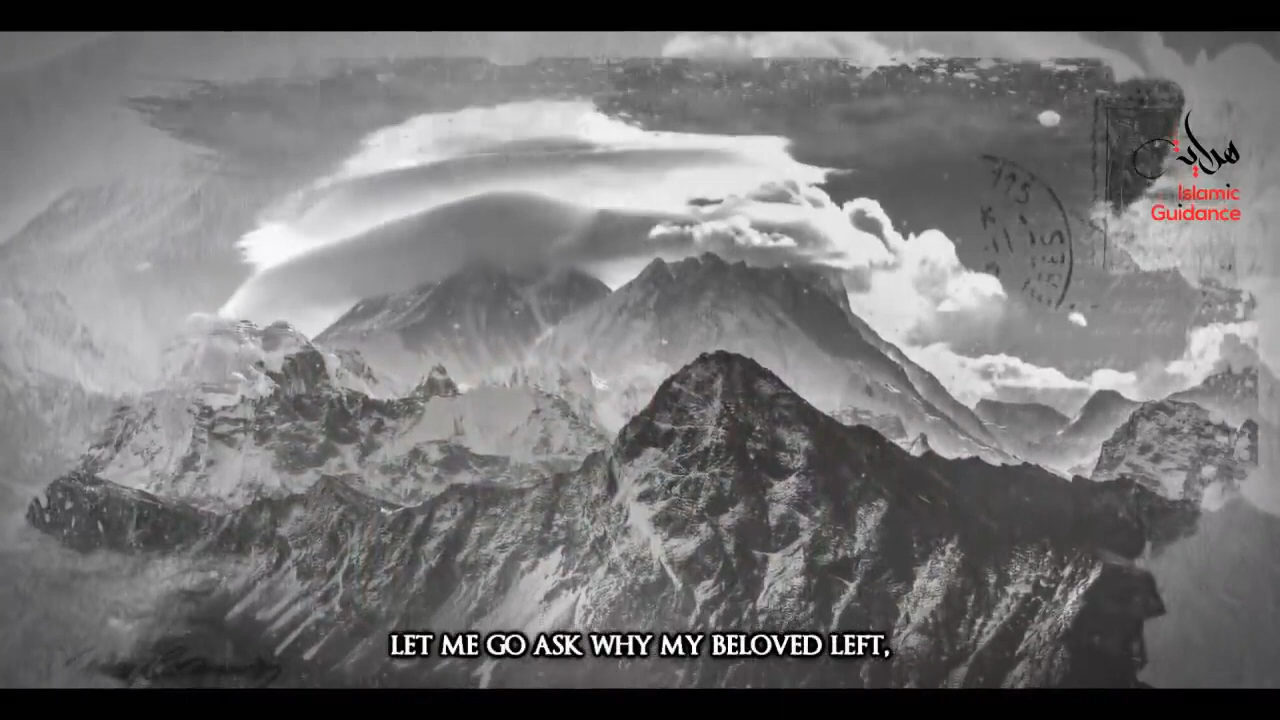 هداية
Islamic
Guidance
LET ME GO ASK WHY MY BELOVED LEFT,